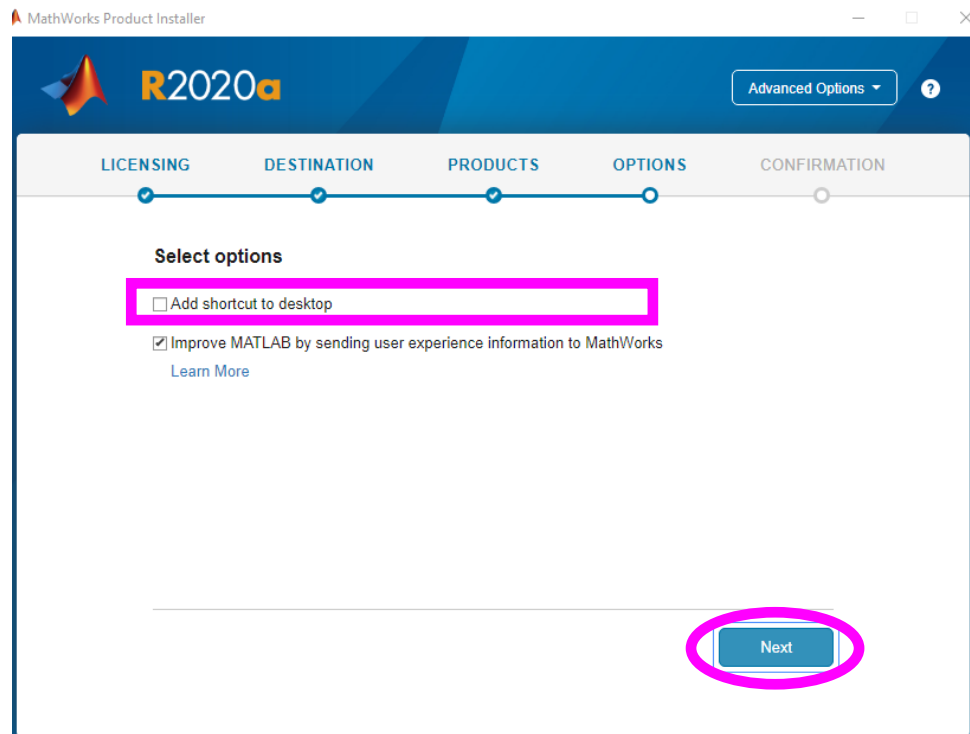 MathWorks Product Installer
R2020a
Advanced Options
?
LICENSING DESTINATION PRODUCTS OPTIONS CONFIRMATION
Select options
Add shortcut to desktop
Improve MATLAB by sending user experience information to MathWorks
Learn More
Next